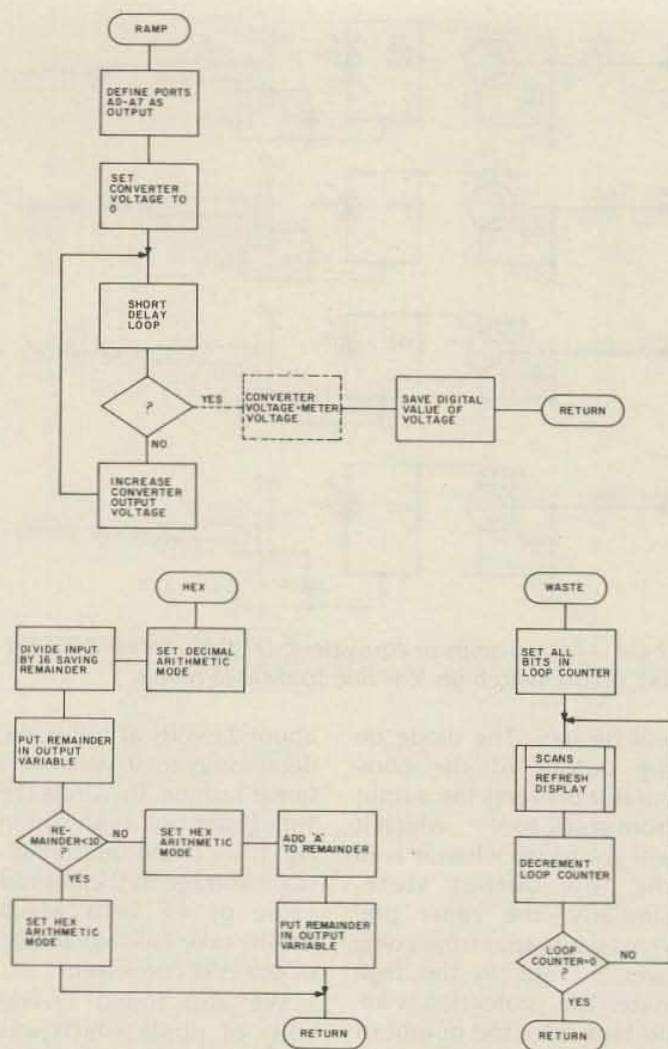 RAMP
DEFINE PORTS
A0-A7 AS
OUTPUT
SET
CONVERTER
VOLTAGE TO
0
SHORT
DELAY
LOOP
?
YES
CONVERTER
VOLTAGE=METER
VOLTAGE
SAVE DIGITAL
VALUE OF
VOLTAGE
RETURN
NO
INCREASE
CONVERTER
OUTPUT
VOLTAGE
HEX
SET DECIMAL
ARITHMETIC
MODE
DIVIDE INPUT
BY 16 SAVING
REMAINDER
PUT REMAINDER
IN OUTPUT
VARIABLE
RE-
MAINDER<10
?
NO
SET HEX
ARITHMETIC
MODE
ADD "A"
TO REMAINDER
PUT REMAINDER
IN OUTPUT
VARIABLE
YES
SET HEX
ARITHMETIC
MODE
RETURN
WASTE
SET ALL
BITS IN
LOOP COUNTER
SCANS
REFRESH
DISPLAY
DECREMENT
LOOP COUNTER
LOOP
COUNTER=0
?
NO
YES
RETURN